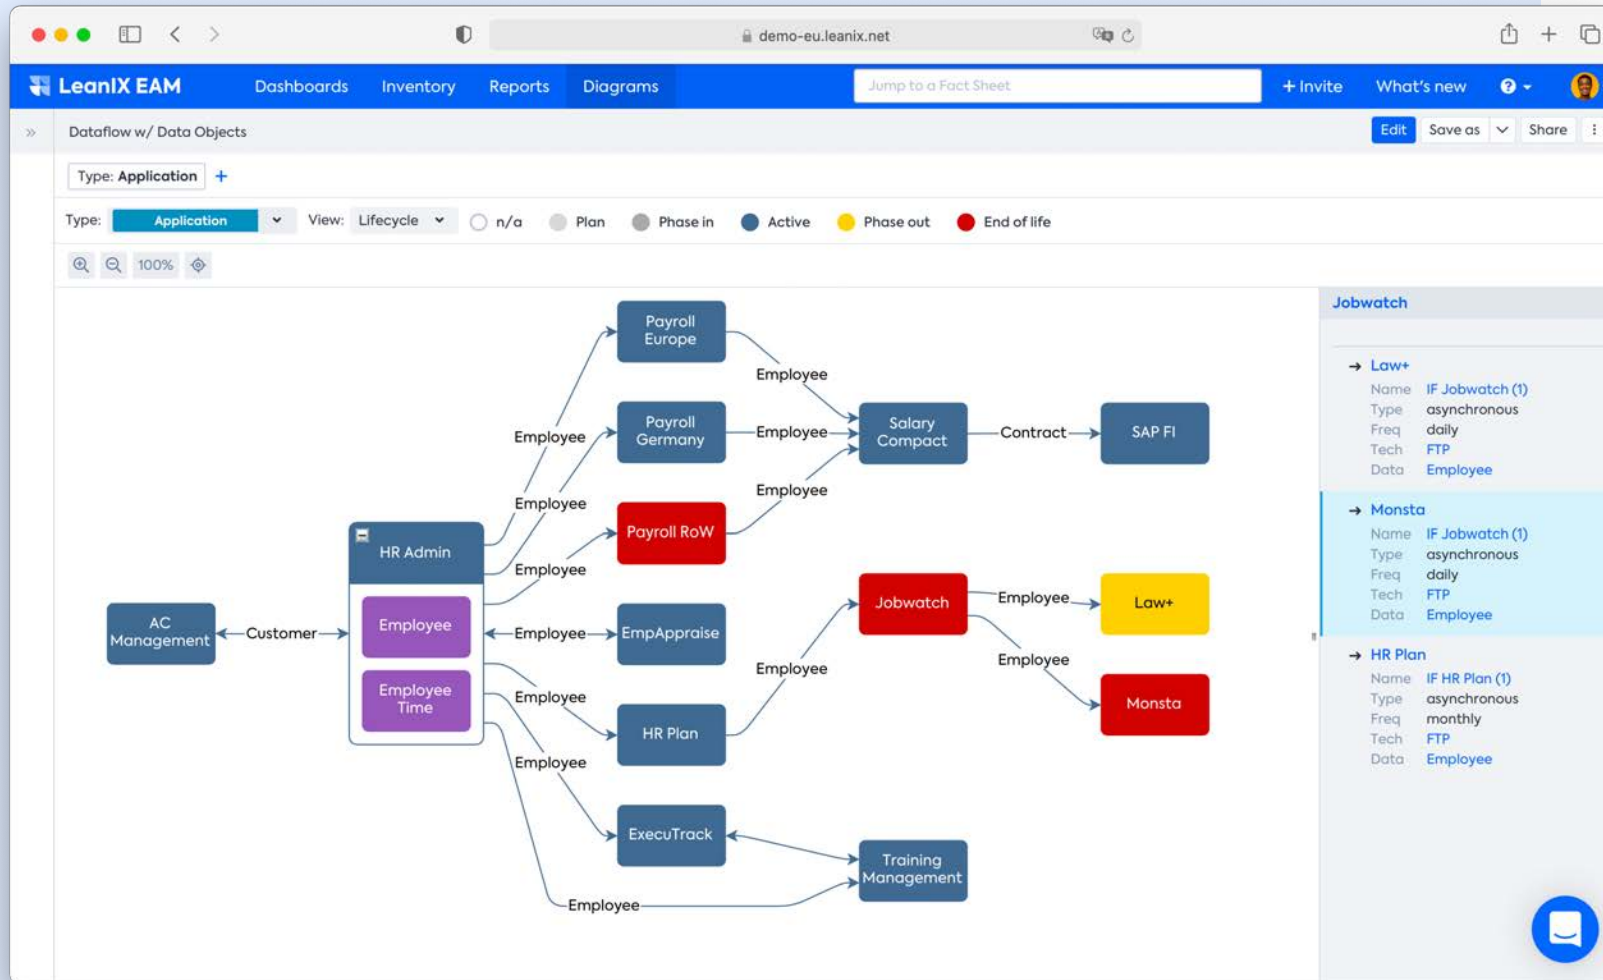 demo-eu.leanix.net
LeanIX EAM
Dashboards
Inventory
Reports
Diagrams
Jump to a Fact Sheet
+ Invite
What's new
?
Dataflow w/ Data Objects
Edit
Save as
Share
Type: Application +
Type:
Application
View:
Lifecycle
n/a
Plan
Phase in
Active
Phase out
End of life
100%
Payroll
Europe
Employee
Employee
Payroll
Germany
Employee
Salary
Compact
Contract
SAP FI
Employee
Employee
Payroll RoW
HR Admin
Employee
Jobwatch
Employee
Law+
AC
Management
Customer
Employee
Employee
EmpAppraise
Employee
Employee
Employee
Time
Employee
HR Plan
Monsta
Employee
ExecuTrack
Training
Management
Employee
Jobwatch
→ Law+
Name IF Jobwatch (1)
Type asynchronous
Freq daily
Tech FTP
Data Employee
→ Monsta
Name IF Jobwatch (1)
Type asynchronous
Freq daily
Tech FTP
Data Employee
→ HR Plan
Name IF HR Plan (1)
Type asynchronous
Freq monthly
Tech FTP
Data Employee